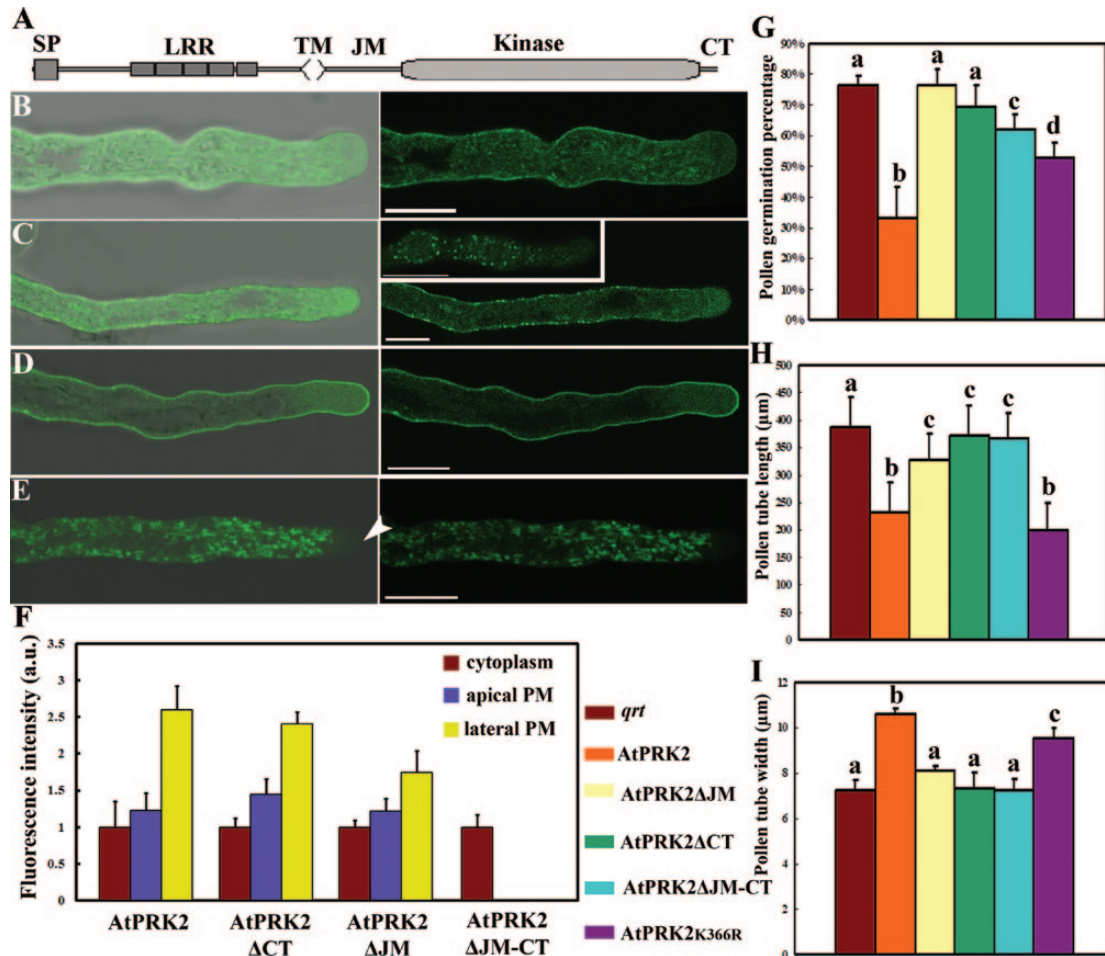 A
SP
LRR
TM
JM
Kinase
CT
B
C
D
E
F
Fluorescence intensity (a.u.)
3.5
3
2.5
2
1.5
1
0.5
0
cytoplasm
apical PM
lateral PM
AtPRK2
AtPRK2 ΔCT
AtPRK2 ΔJM
AtPRK2 ΔJM-CT
qrt
AtPRK2
AtPRK2ΔJM
AtPRK2ΔCT
AtPRK2ΔJM-CT
AtPRK2K366R
G
Pollen germination percentage
90%
80%
70%
60%
50%
40%
30%
20%
10%
0%
a
b
a
a
c
d
H
Pollen tube length (μm)
500
450
400
350
300
250
200
150
100
50
0
a
b
c
c
c
b
I
Pollen tube width (μm)
12
10
8
6
4
2
0
a
b
a
a
a
c